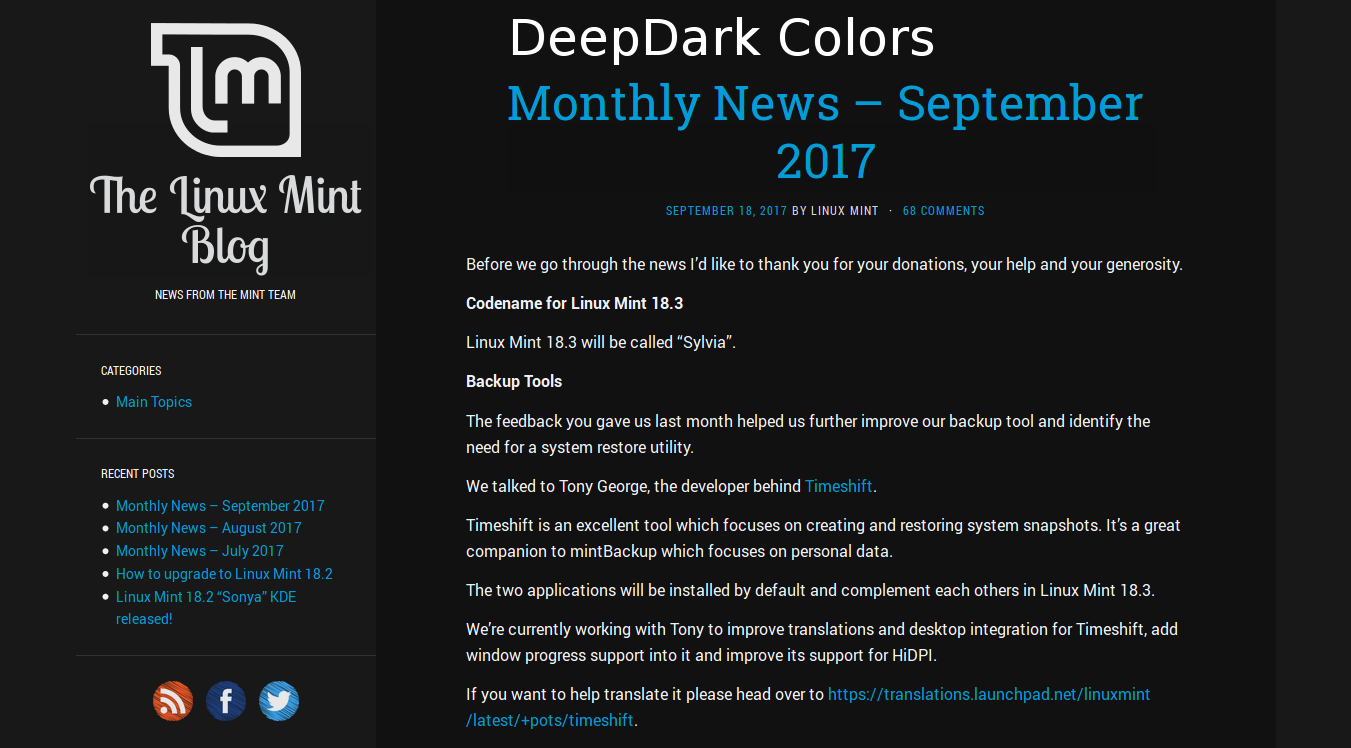 lm
The Linux Mint
Blog
NEWS FROM THE MINT TEAM
CATEGORIES
Main Topics
RECENT POSTS
Monthly News – September 2017
Monthly News – August 2017
Monthly News – July 2017
How to upgrade to Linux Mint 18.2
Linux Mint 18.2 “Sonya” KDE
released!
f
DeepDark Colors
Monthly News – September
2017
SEPTEMBER 18, 2017 BY LINUX MINT · 68 COMMENTS
Before we go through the news I’d like to thank you for your donations, your help and your generosity.
Codename for Linux Mint 18.3
Linux Mint 18.3 will be called “Sylvia”.
Backup Tools
The feedback you gave us last month helped us further improve our backup tool and identify the
need for a system restore utility.
We talked to Tony George, the developer behind Timeshift.
Timeshift is an excellent tool which focuses on creating and restoring system snapshots. It’s a great
companion to mintBackup which focuses on personal data.
The two applications will be installed by default and complement each others in Linux Mint 18.3.
We’re currently working with Tony to improve translations and desktop integration for Timeshift, add
window progress support into it and improve its support for HiDPI.
If you want to help translate it please head over to https://translations.launchpad.net/linuxmint
/latest/+pots/timeshift.